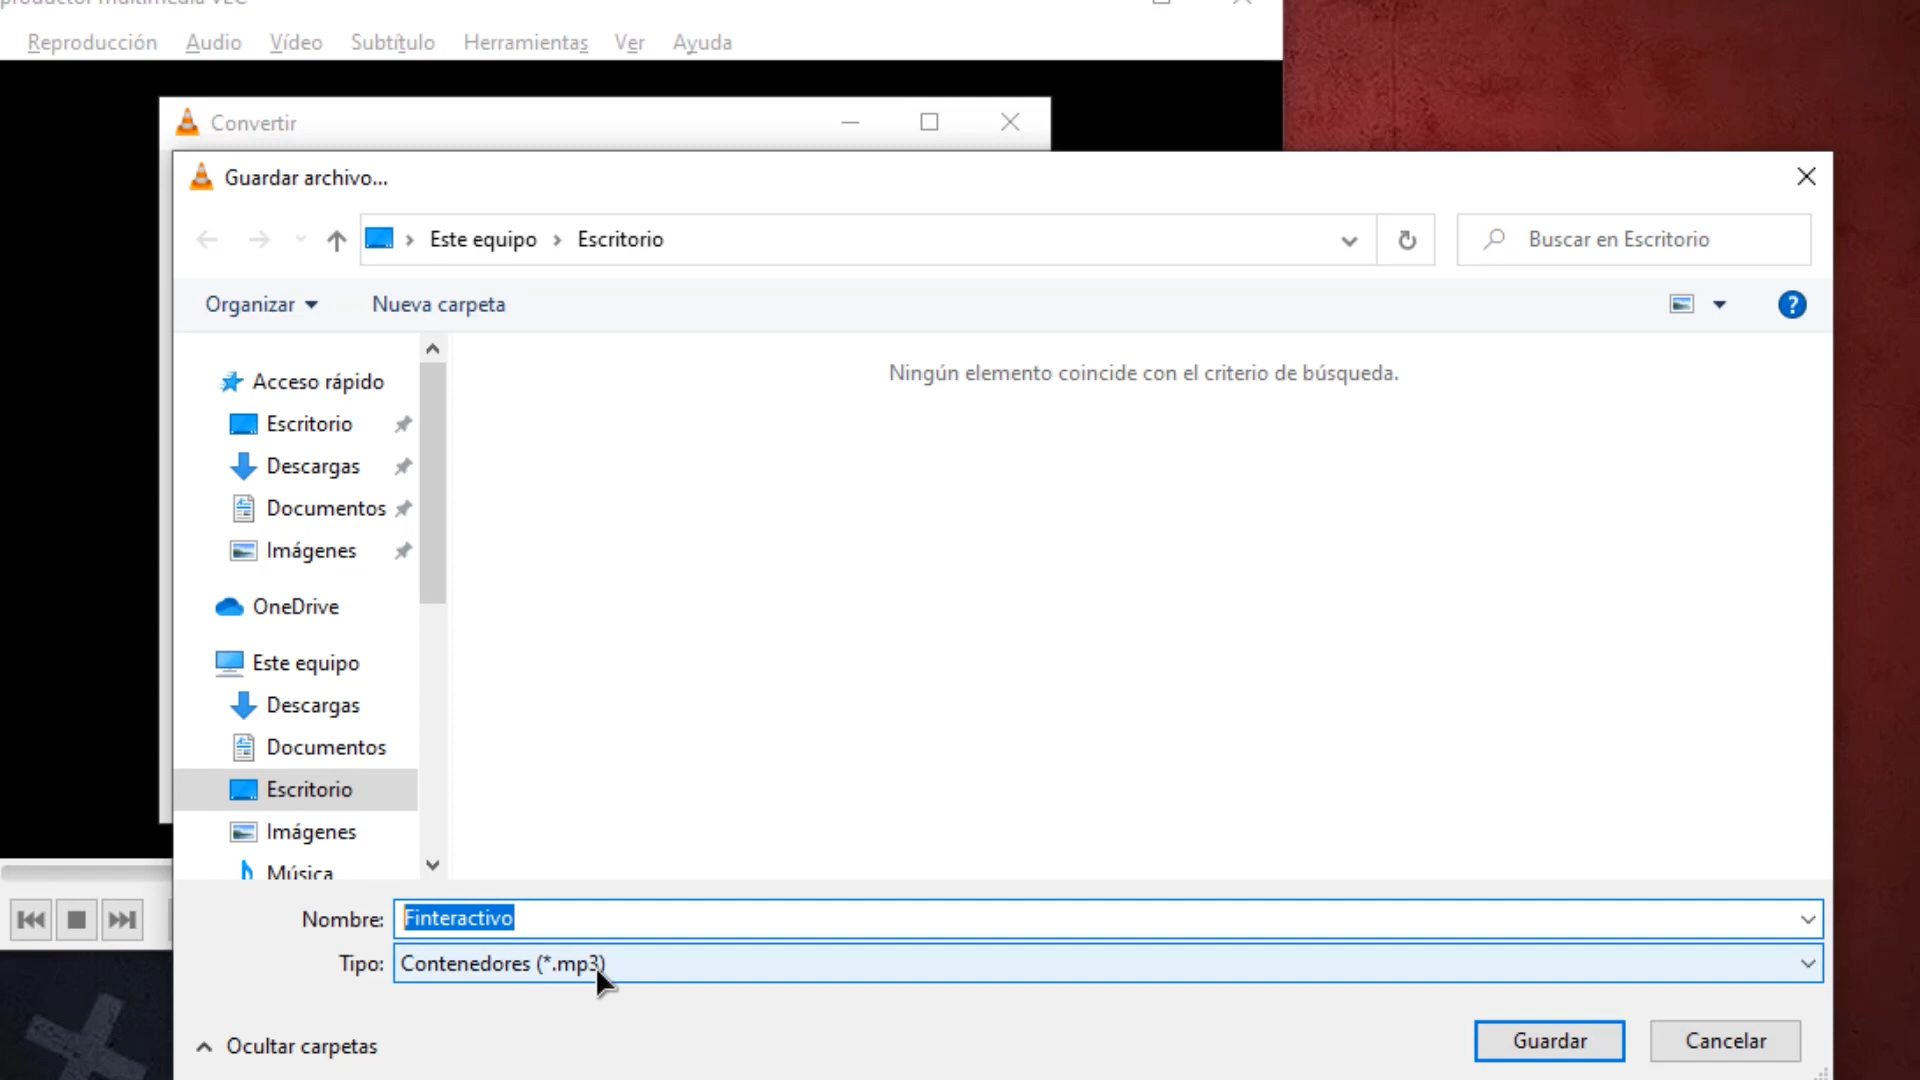 Reproducción Audio Vídeo Subtítulo Herramientas Ver Ayuda
Convertir
Guardar archivo...
Este equipo Escritorio
Buscar en Escritorio
Organizar Nueva carpeta
?
Ningún elemento coincide con el criterio de búsqueda.
Acceso rápido
Escritorio
Descargas
Documentos
Imágenes
OneDrive
Este equipo
Descargas
Documentos
Escritorio
Imágenes
Música
Nombre: Finteractivo
Tipo: Contenedores (*.mp3)
Ocultar carpetas
Guardar Cancelar